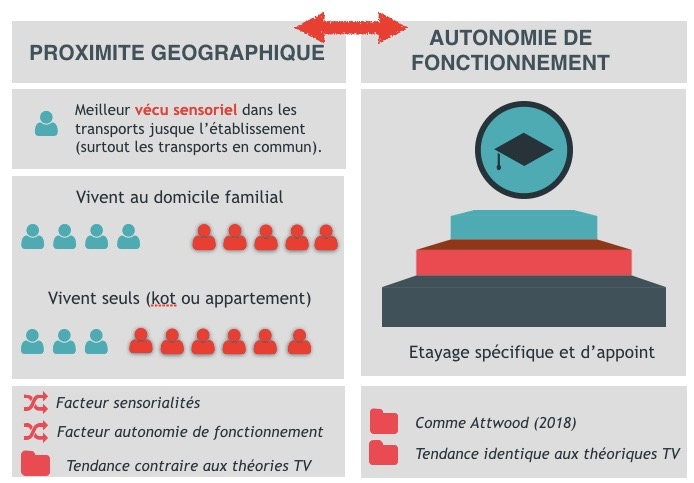 PROXIMITE GEOGRAPHIQUE
AUTONOMIE DE
FONCTIONNEMENT
Meilleur vécu sensoriel dans les
transports jusque l'établissement
(surtout les transports en commun).
Vivent au domicile familial
Vivent seuls (kot ou appartement)
Etayage spécifique et d'appoint
Facteur sensorialités
Facteur autonomie de fonctionnement
Tendance contraire aux théories TV
Comme Attwood (2018)
Tendance identique aux théoriques TV